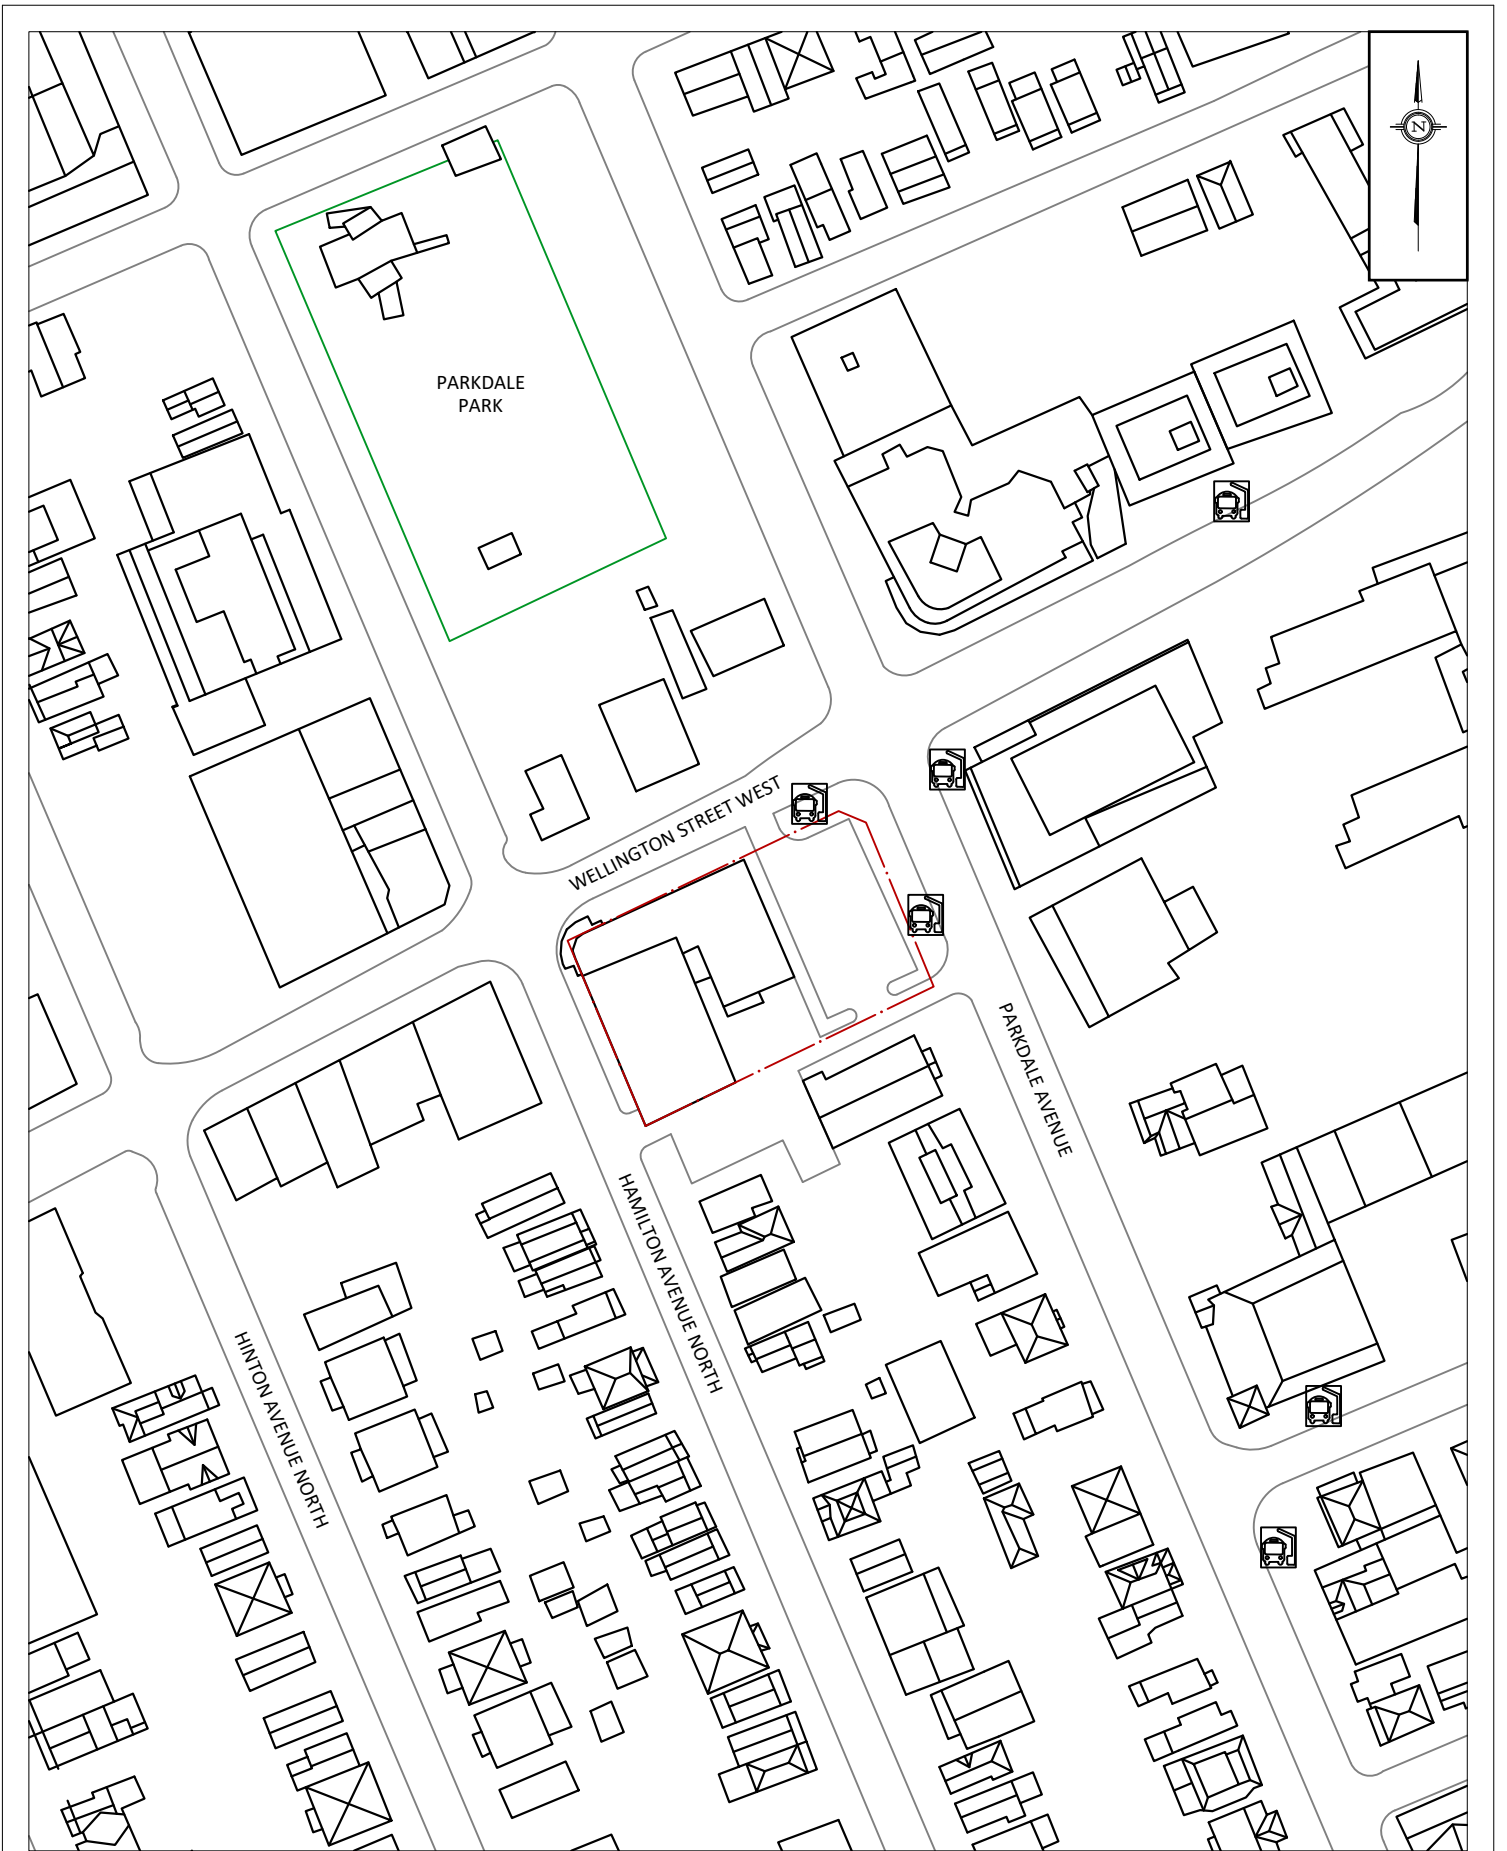 N
PARKDALE
PARK
WELLINGTON STREET WEST
PARKDALE AVENUE
HAMILTON AVENUE NORTH
HINTON AVENUE NORTH